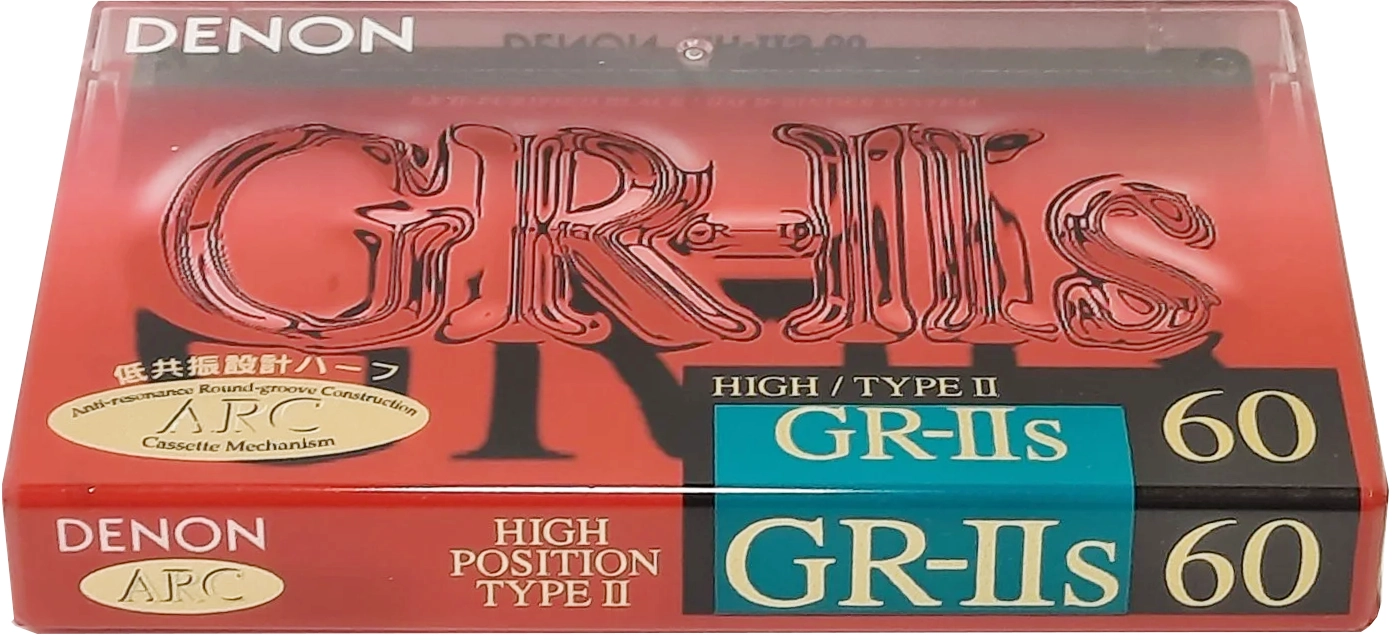 DENON
GR-IIs
低共振設計ハーフ
Anti-resonance Round-groove Construction
ARC
Cassette Mechanism
HIGH / TYPE II
GR-IIs
60
DENON
ARC
HIGH
POSITION
TYPE II
GR-IIs
60